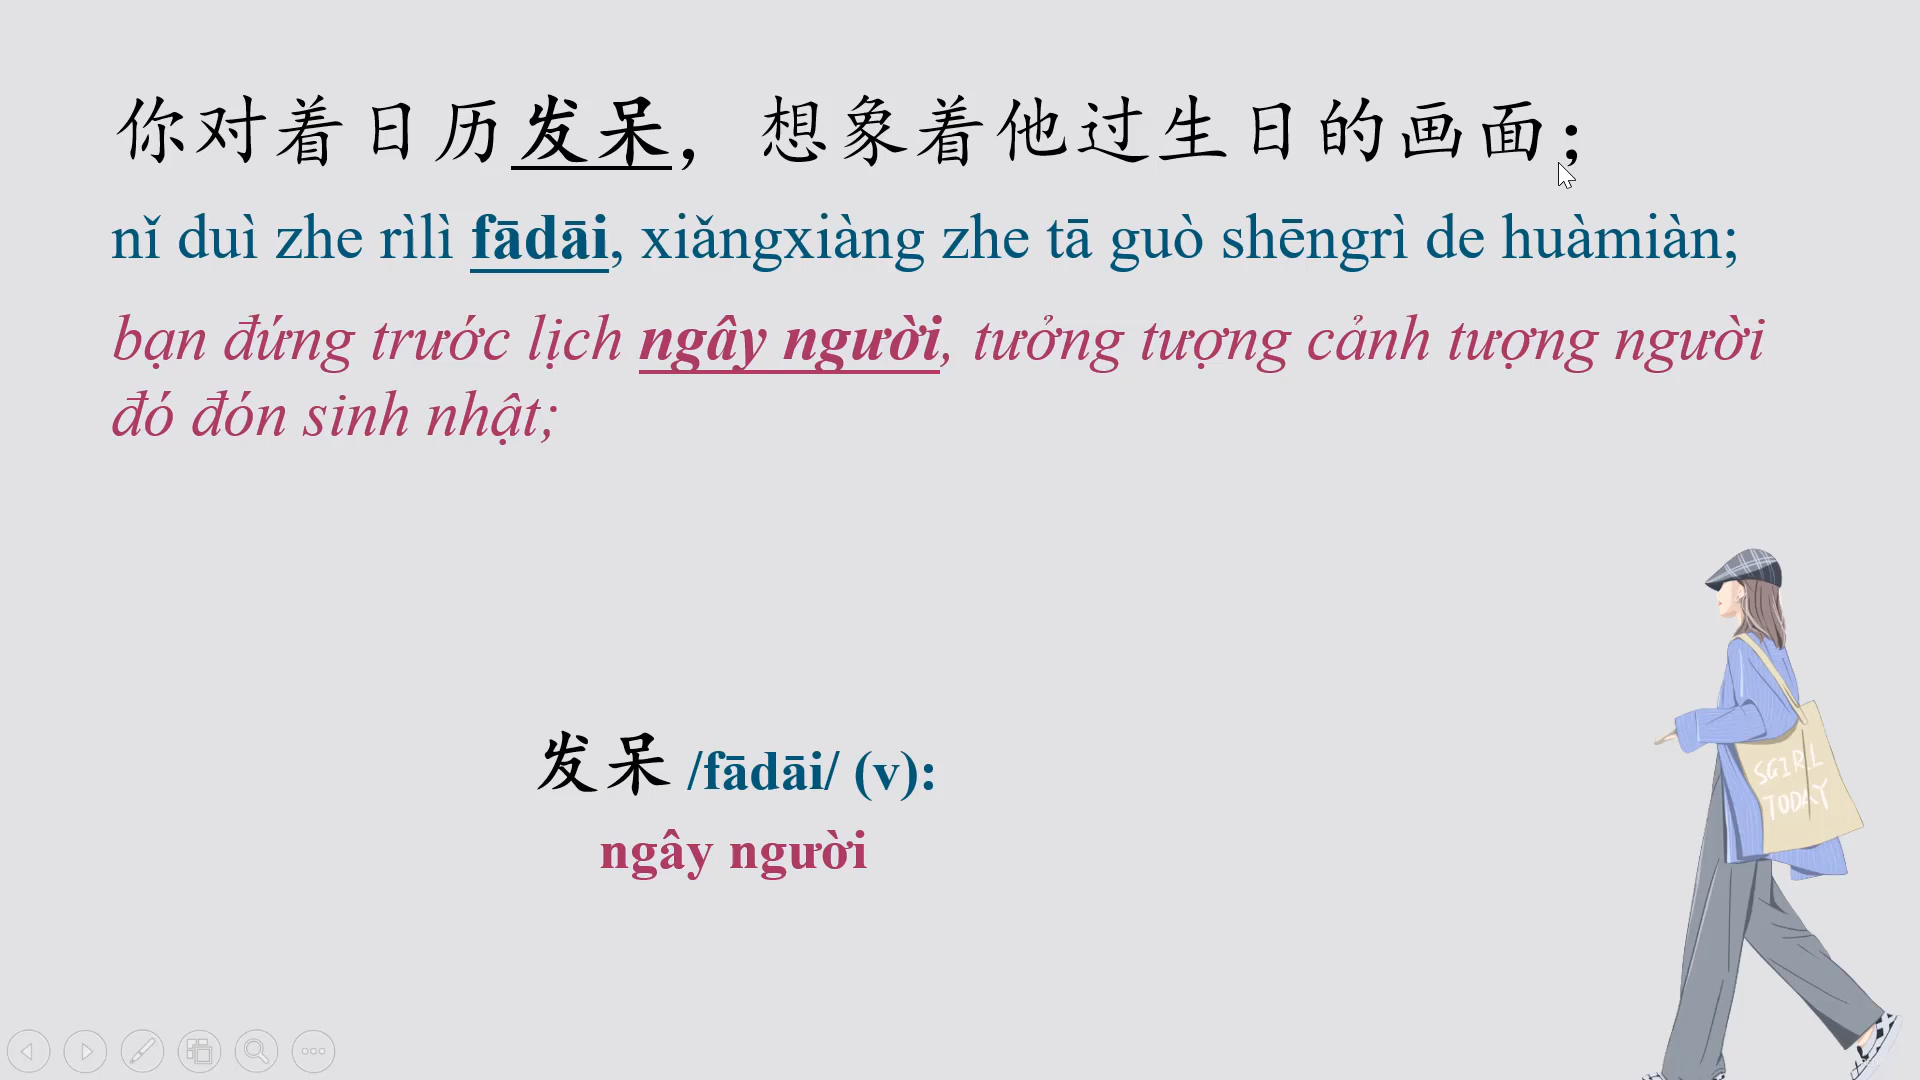 你对着日历发呆，想象着他过生日的画面；
nǐ duì zhe rìlì fādāi, xiǎngxiàng zhe tā guò shēngrì de huàmiàn;
bạn đứng trước lịch ngây người, tưởng tượng cảnh tượng người
đó đón sinh nhật;
发呆 /fādāi/ (v):
ngây người
SGIRL
TODAY